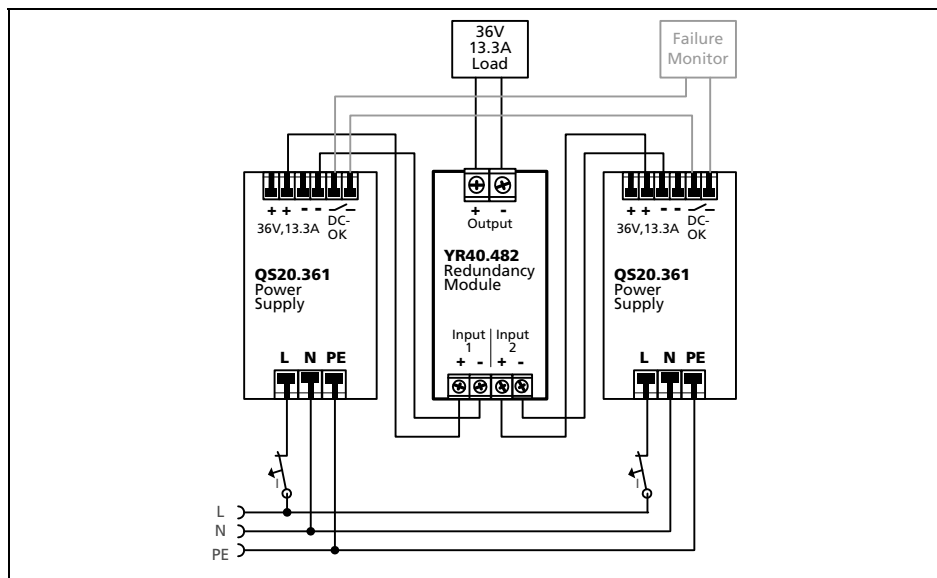 36V
13.3A
Load
Failure
Monitor
+ + - -
36V,13.3A
DC-
OK
QS20.361
Power
Supply
L N PE
+ -
Output
YR40.482
Redundancy
Module
Input
1
Input
2
+ - + -
+ + - -
36V,13.3A
DC-
OK
QS20.361
Power
Supply
L N PE
I
I
L
N
PE